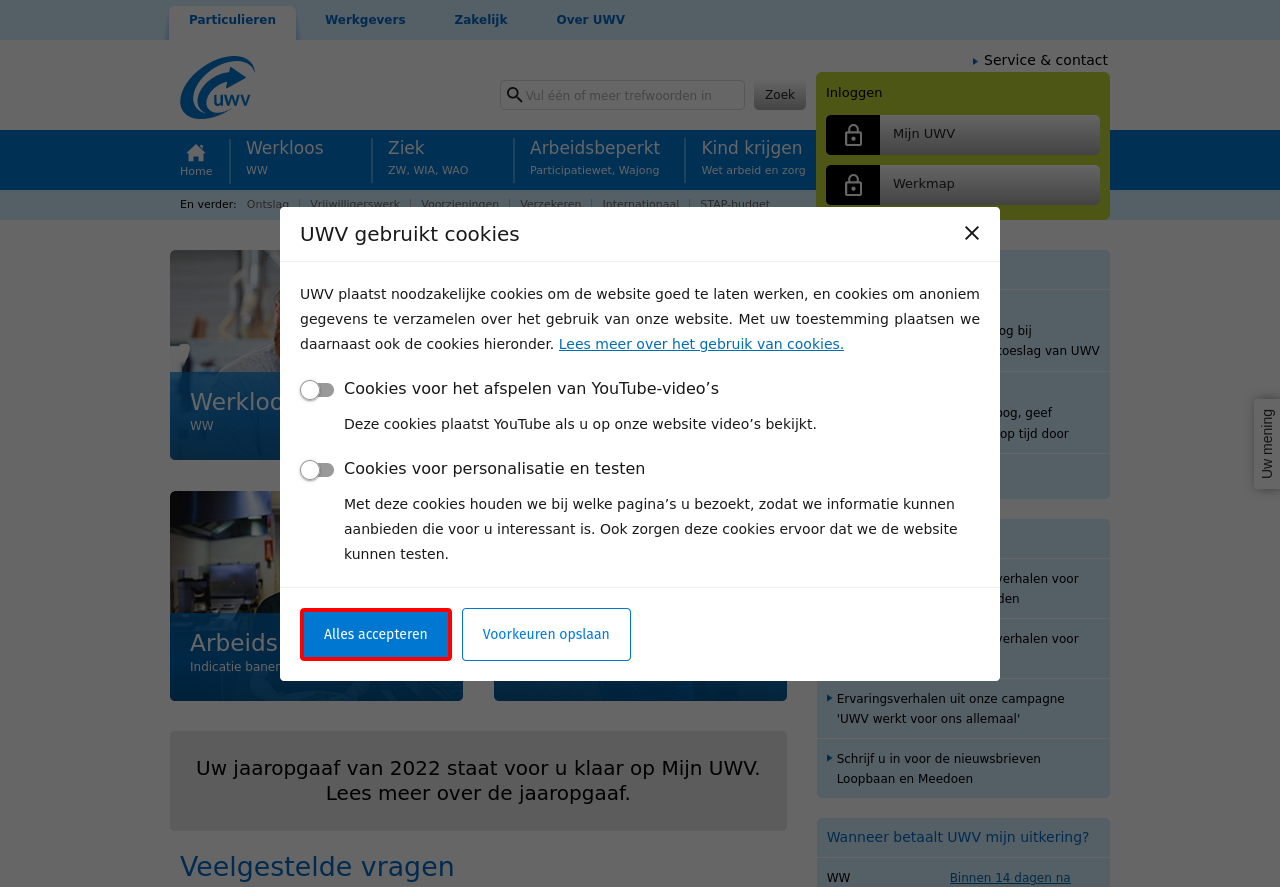 Particulieren
Werkgevers
Zakelijk
Over UWV
Service & contact
uwv
Vul één of meer trefwoorden in
Zoek
Inloggen
Mijn UWV
Werkmap
Home
Werkloos
WW
Ziek
ZW, WIA, WAO
Arbeidsbeperkt
Participatiewet, Wajong
Kind krijgen
Wet arbeid en zorg
En verder:
Ontslag
Vrijwilligerswerk
Voorzieningen
Verzekeren
Internationaal
STAP-budget
UWV gebruikt cookies
UWV plaatst noodzakelijke cookies om de website goed te laten werken, en cookies om anoniem
gegevens te verzamelen over het gebruik van onze website. Met uw toestemming plaatsen we
daarnaast ook de cookies hieronder. Lees meer over het gebruik van cookies.
Cookies voor het afspelen van YouTube-video’s
Deze cookies plaatst YouTube als u op onze website video’s bekijkt.
Cookies voor personalisatie en testen
Met deze cookies houden we bij welke pagina’s u bezoekt, zodat we informatie kunnen
aanbieden die voor u interessant is. Ook zorgen deze cookies ervoor dat we de website
kunnen testen.
Alles accepteren
Voorkeuren opslaan
WW
bij
toeslag van UWV
geef
op tijd door
Uw mening
voor
voor
Ervaringsverhalen uit onze campagne
'UWV werkt voor ons allemaal'
Schrijf u in voor de nieuwsbrieven
Loopbaan en Meedoen
Indicatie
Uw jaaropgaaf van 2022 staat voor u klaar op Mijn UWV.
Lees meer over de jaaropgaaf.
Wanneer betaalt UWV mijn uitkering?
WW
Binnen 14 dagen na
Veelgestelde vragen